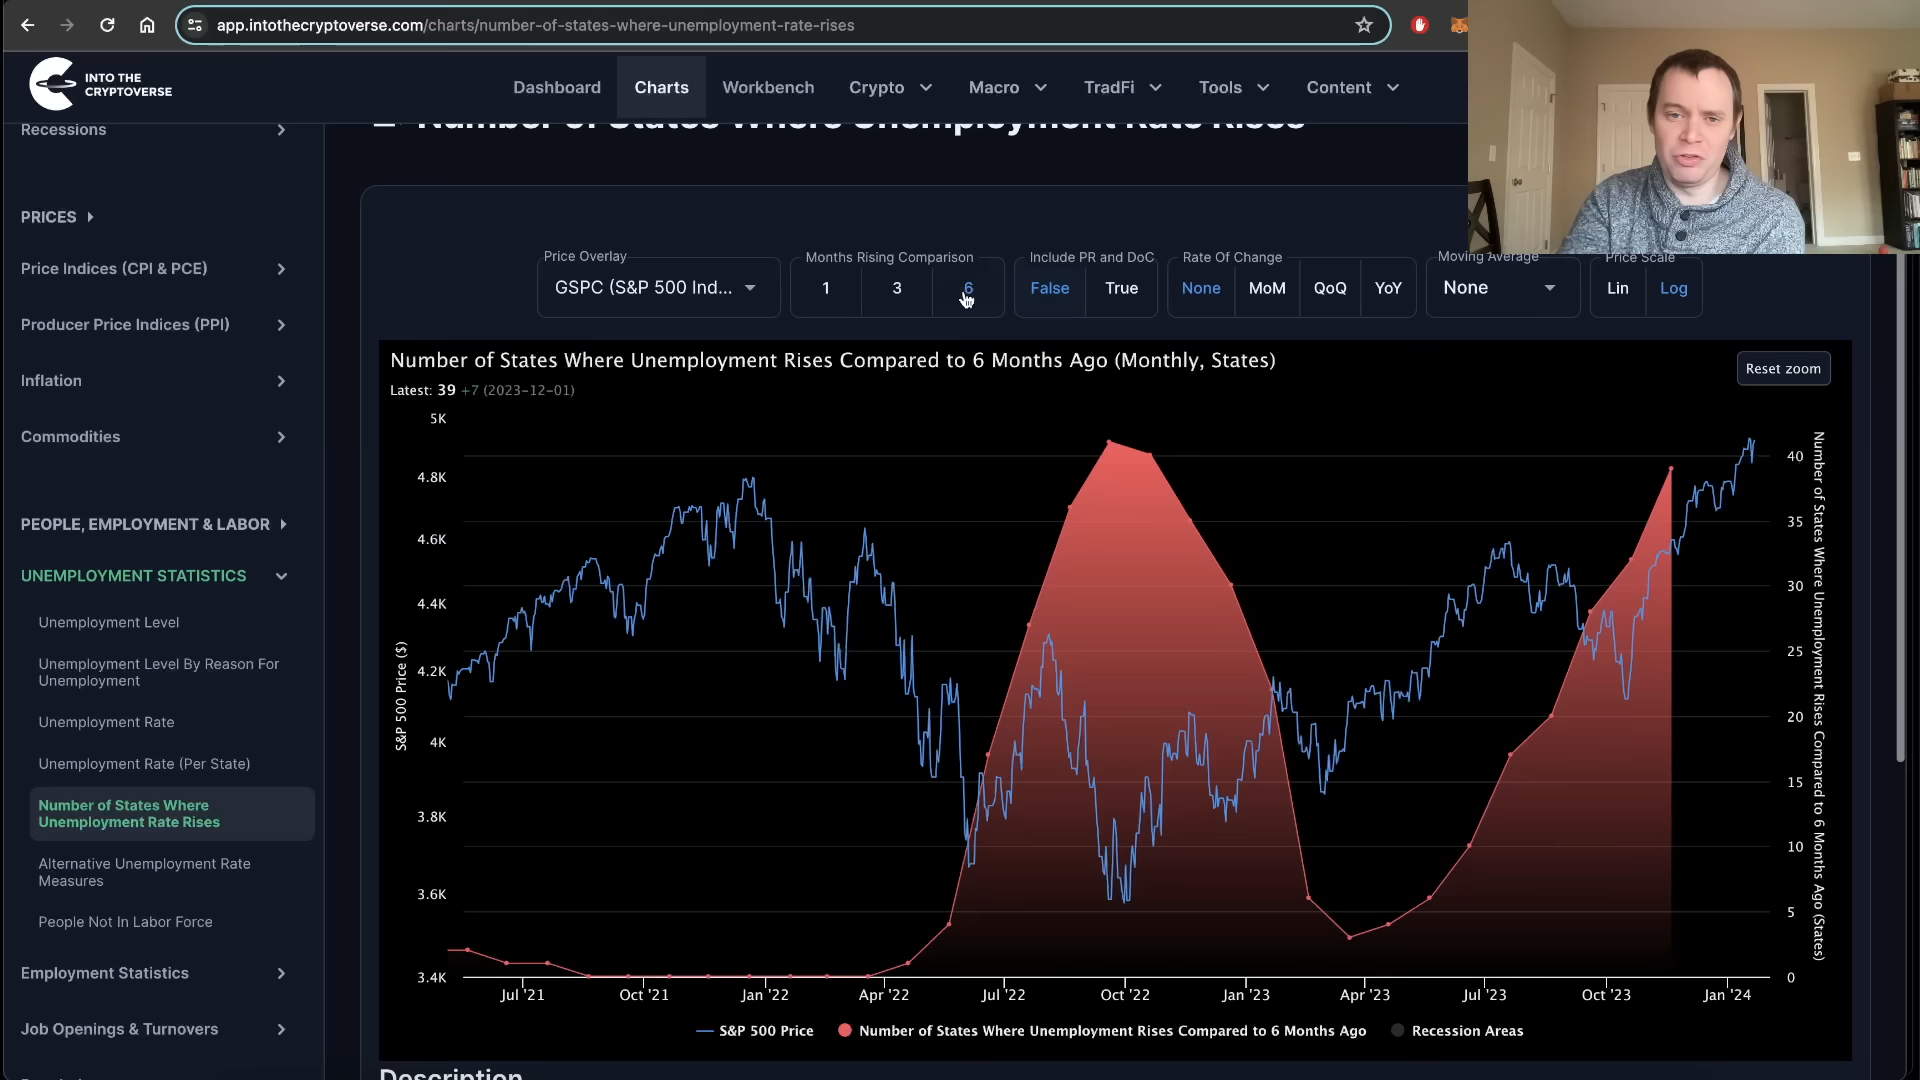 app.intothecryptoverse.com/charts/number-of-states-where-unemployment-rate-rises
INTO THE
CRYPTOVERSE
Dashboard
Charts
Workbench
Crypto
Macro
TradFi
Tools
Content
Recessions
Number of States Where Unemployment Rate Rises
PRICES
Price Indices (CPI & PCE)
Producer Price Indices (PPI)
Inflation
Commodities
PEOPLE, EMPLOYMENT & LABOR
UNEMPLOYMENT STATISTICS
Unemployment Level
Unemployment Level By Reason For
Unemployment
Unemployment Rate
Unemployment Rate (Per State)
Number of States Where
Unemployment Rate Rises
Alternative Unemployment Rate
Measures
People Not In Labor Force
Employment Statistics
Job Openings & Turnovers
Price Overlay
GSPC (S&P 500 Ind...
Months Rising Comparison
1
3
6
Include PR and DoC
False
True
Rate Of Change
None
MoM
QoQ
YoY
Moving Average
None
Price Scale
Lin
Log
Number of States Where Unemployment Rises Compared to 6 Months Ago (Monthly, States)
Latest: 39 +7 (2023-12-01)
Reset zoom
5K
4.8K
4.6K
4.4K
4.2K
4K
3.8K
3.6K
3.4K
S&P 500 Price ($)
40
35
30
25
20
15
10
5
0
Number of States Where Unemployment Rises Compared to 6 Months Ago (States)
Jul '21
Oct '21
Jan '22
Apr '22
Jul '22
Oct '22
Jan '23
Apr '23
Jul '23
Oct '23
Jan '24
S&P 500 Price
Number of States Where Unemployment Rises Compared to 6 Months Ago
Recession Areas
Description